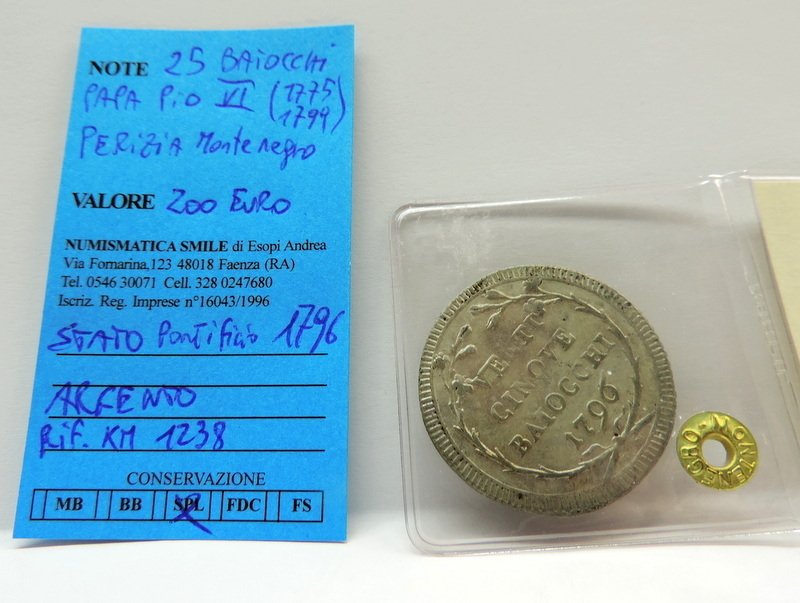 NOTE 25 BAIOCCHI
PAPA PIO VI (1775
1799)
PERIZIA Montenegro
VALORE 200 EURO
NUMISMATICA SMILE di Esopi Andrea
Via Fornarina,123 48018 Faenza (RA)
Tel. 0546 30071 Cell. 328 0247680
Iscriz. Reg. Imprese n°16043/1996
STATO Pontificio 1796
ARGENTO
Rif. KM 1238
CONSERVAZIONE
MB BB SPL FDC FS
VENTI
CINQVE
BAIOCCHI
1796
MONTENEGRO